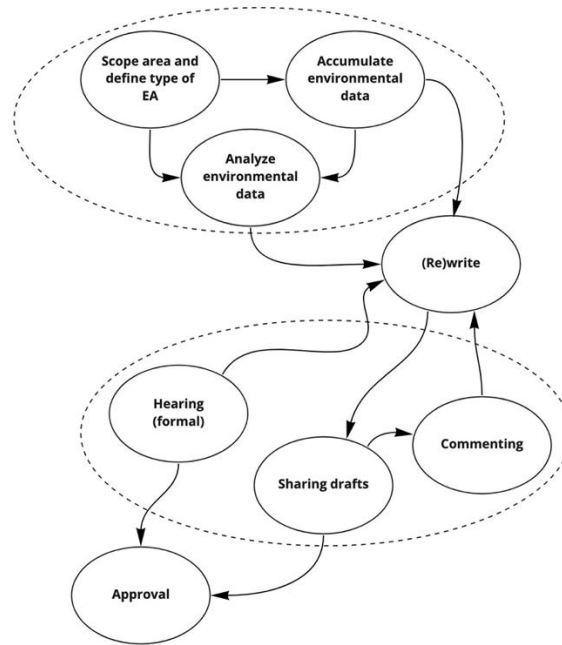 Scope area and
define type of
EA
Accumulate
environmental
data
Analyze
environmental
data
(Re)write
Hearing
(formal)
Commenting
Sharing drafts
Approval